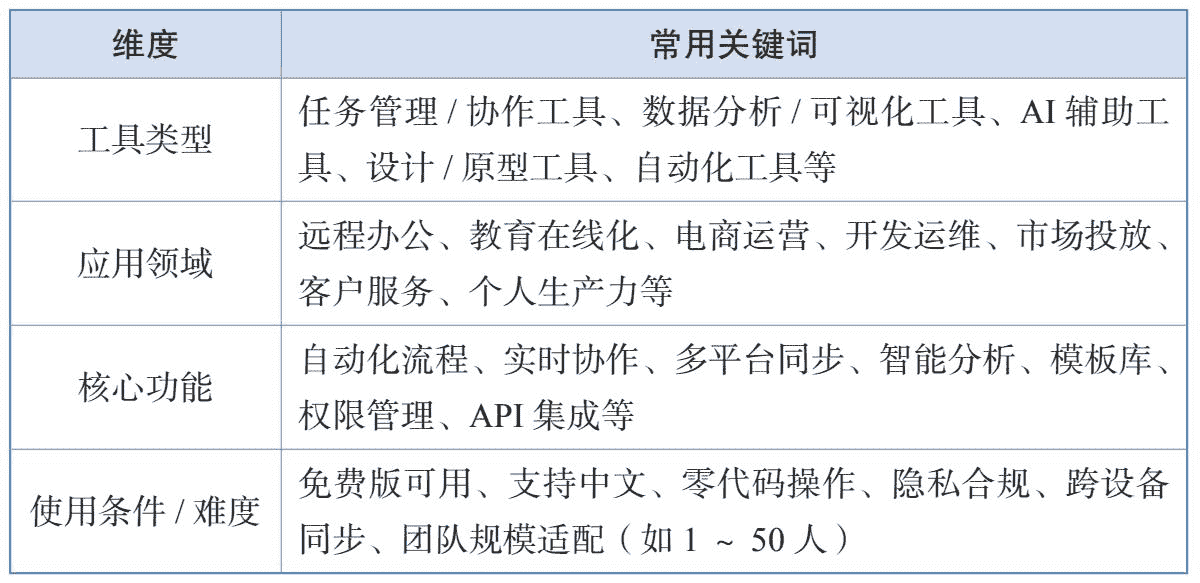 维度
常用关键词
工具类型
任务管理 / 协作工具、数据分析 / 可视化工具、AI 辅助工
具、设计 / 原型工具、自动化工具等
应用领域
远程办公、教育在线化、电商运营、开发运维、市场投放、
客户服务、个人生产力等
核心功能
自动化流程、实时协作、多平台同步、智能分析、模板库、
权限管理、API 集成等
使用条件 / 难度
免费版可用、支持中文、零代码操作、隐私合规、跨设备
同步、团队规模适配（如 1 ～ 50 人）